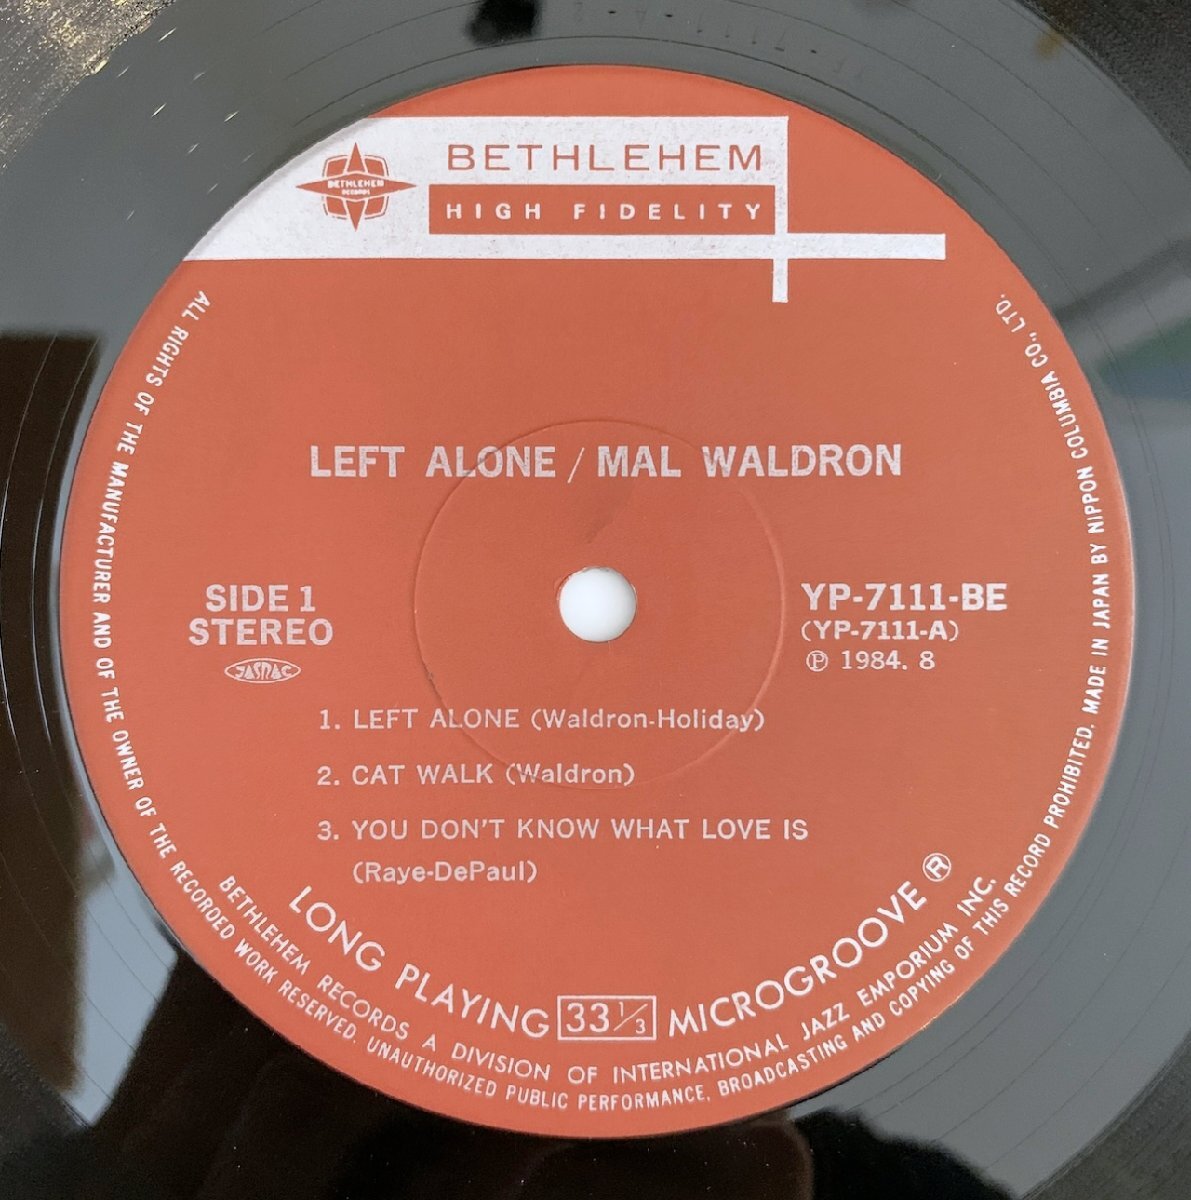 BETHLEHEM
RECORDS
BETHLEHEM
HIGH FIDELITY
LEFT ALONE / MAL WALDRON
SIDE 1
STEREO
JASRAC
YP-7111-BE
(YP-7111-A)
Ⓟ 1984. 8
1. LEFT ALONE (Waldron-Holiday)
2. CAT WALK (Waldron)
3. YOU DON'T KNOW WHAT LOVE IS
(Raye-DePaul)
LONG PLAYING 33 1/3 MICROGROOVE ®
BETHLEHEM RECORDS A DIVISION OF INTERNATIONAL JAZZ EMPORIUM INC.
ALL RIGHTS OF THE MANUFACTURER AND OF THE OWNER OF THE RECORDED WORK RESERVED. UNAUTHORIZED PUBLIC PERFORMANCE, BROADCASTING AND COPYING OF THIS RECORD PROHIBITED. MADE IN JAPAN BY NIPPON COLUMBIA CO., LTD.